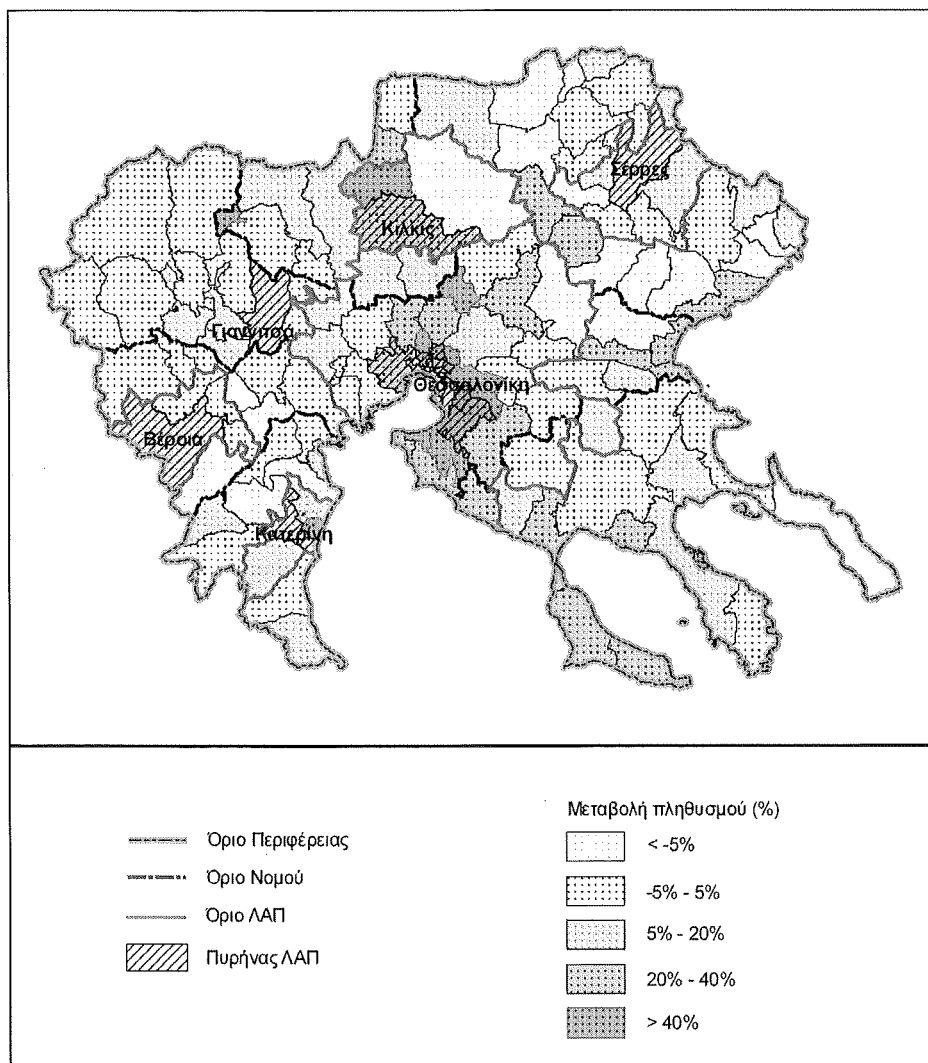 Σέρρες
Κιλκίς
Γιαννιτσά
Θεσσαλονίκη
Βέροια
Κατερίνη
Όριο Περιφέρειας
Όριο Νομού
Όριο ΛΑΠ
Πυρήνας ΛΑΠ
Μεταβολή πληθυσμού (%)
< -5%
-5% - 5%
5% - 20%
20% - 40%
> 40%